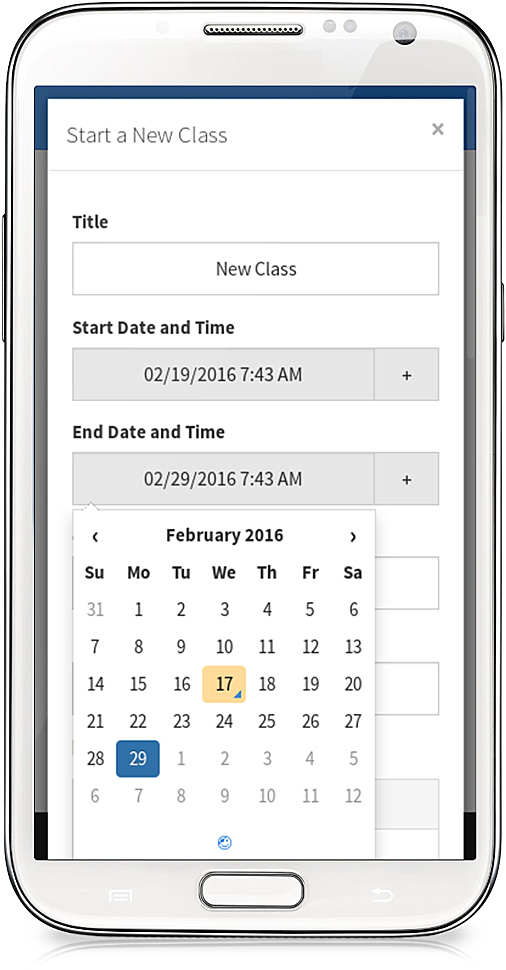 Start a New Class ×
Title
New Class
Start Date and Time
02/19/2016 7:43 AM +
End Date and Time
02/29/2016 7:43 AM +
‹ February 2016 ›
Su Mo Tu We Th Fr Sa
31 1 2 3 4 5 6
7 8 9 10 11 12 13
14 15 16 17 18 19 20
21 22 23 24 25 26 27
28 29 1 2 3 4 5
6 7 8 9 10 11 12